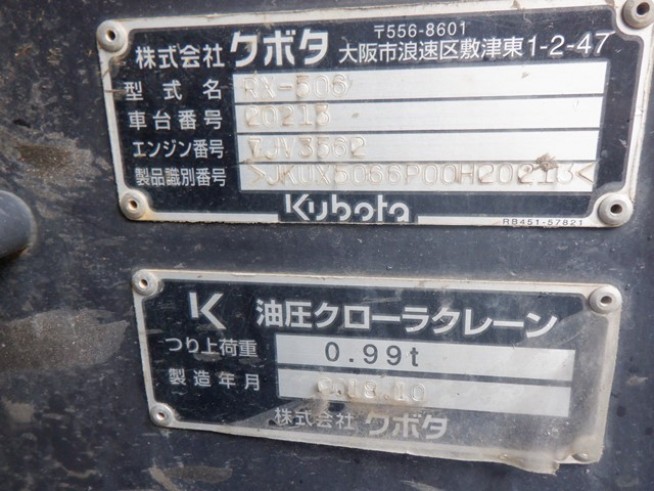 〒556-8601
株式会社 クボタ 大阪市浪速区敷津東1-2-47
型式名 RX-506
車台番号 20213
エンジン番号
製品識別番号 >JKUX5066P00H20213<
Kubota
RB451-57821
K 油圧クローラクレーン
つり上荷重 0.99t
製造年月
株式会社 クボタ